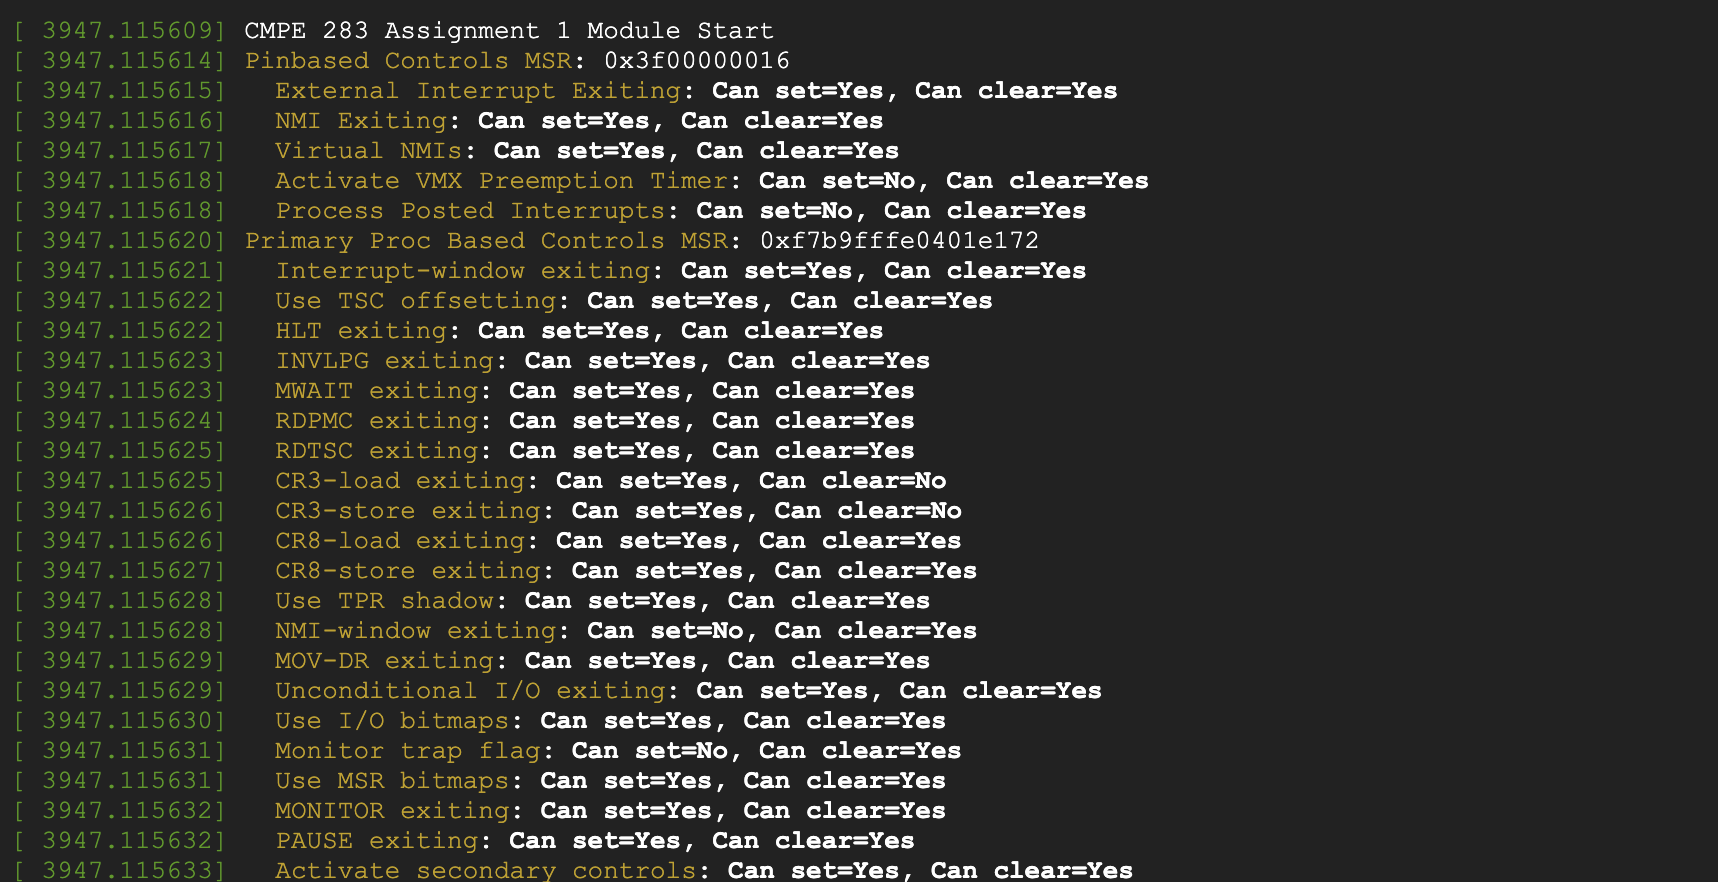 [ 3947.115609] CMPE 283 Assignment 1 Module Start
[ 3947.115614] Pinbased Controls MSR: 0x3f00000016
[ 3947.115615]   External Interrupt Exiting: Can set=Yes, Can clear=Yes
[ 3947.115616]   NMI Exiting: Can set=Yes, Can clear=Yes
[ 3947.115617]   Virtual NMIs: Can set=Yes, Can clear=Yes
[ 3947.115618]   Activate VMX Preemption Timer: Can set=No, Can clear=Yes
[ 3947.115618]   Process Posted Interrupts: Can set=No, Can clear=Yes
[ 3947.115620] Primary Proc Based Controls MSR: 0xf7b9fffe0401e172
[ 3947.115621]   Interrupt-window exiting: Can set=Yes, Can clear=Yes
[ 3947.115622]   Use TSC offsetting: Can set=Yes, Can clear=Yes
[ 3947.115622]   HLT exiting: Can set=Yes, Can clear=Yes
[ 3947.115623]   INVLPG exiting: Can set=Yes, Can clear=Yes
[ 3947.115623]   MWAIT exiting: Can set=Yes, Can clear=Yes
[ 3947.115624]   RDPMC exiting: Can set=Yes, Can clear=Yes
[ 3947.115625]   RDTSC exiting: Can set=Yes, Can clear=Yes
[ 3947.115625]   CR3-load exiting: Can set=Yes, Can clear=No
[ 3947.115626]   CR3-store exiting: Can set=Yes, Can clear=No
[ 3947.115626]   CR8-load exiting: Can set=Yes, Can clear=Yes
[ 3947.115627]   CR8-store exiting: Can set=Yes, Can clear=Yes
[ 3947.115628]   Use TPR shadow: Can set=Yes, Can clear=Yes
[ 3947.115628]   NMI-window exiting: Can set=No, Can clear=Yes
[ 3947.115629]   MOV-DR exiting: Can set=Yes, Can clear=Yes
[ 3947.115629]   Unconditional I/O exiting: Can set=Yes, Can clear=Yes
[ 3947.115630]   Use I/O bitmaps: Can set=Yes, Can clear=Yes
[ 3947.115631]   Monitor trap flag: Can set=No, Can clear=Yes
[ 3947.115631]   Use MSR bitmaps: Can set=Yes, Can clear=Yes
[ 3947.115632]   MONITOR exiting: Can set=Yes, Can clear=Yes
[ 3947.115632]   PAUSE exiting: Can set=Yes, Can clear=Yes
[ 3947.115633]   Activate secondary controls: Can set=Yes, Can clear=Yes